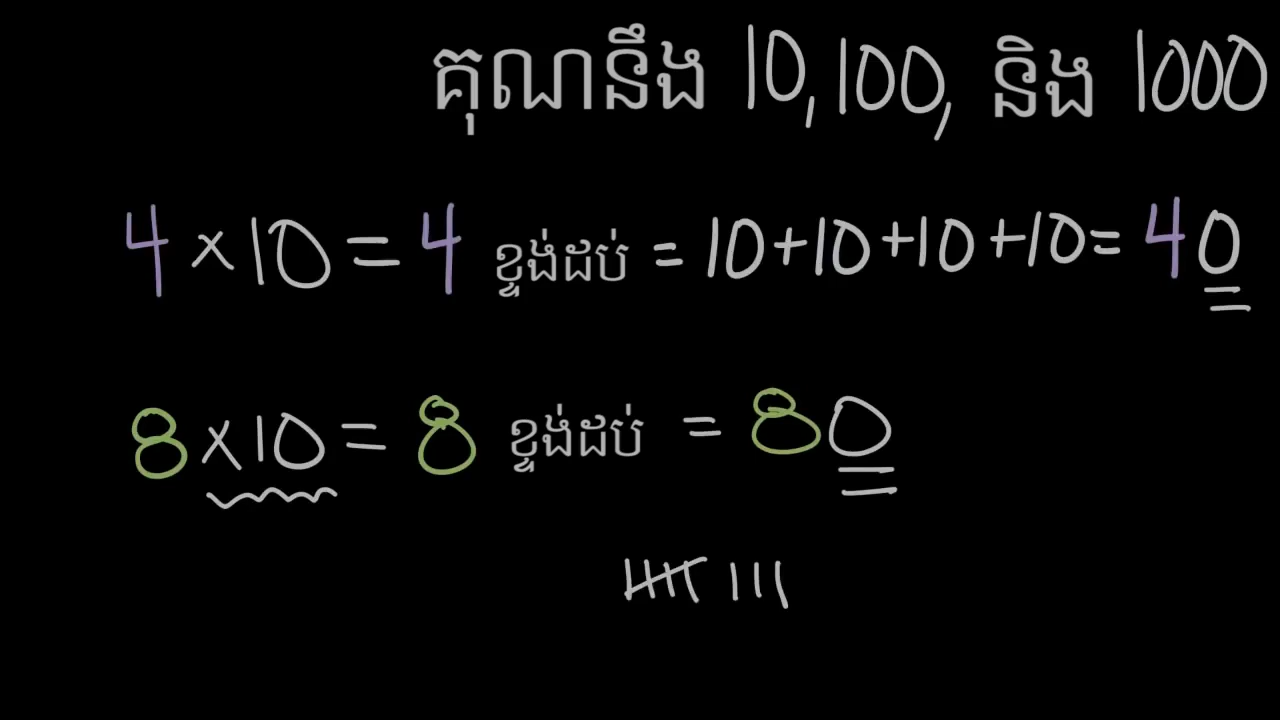 គុណនឹង 10, 100, និង 1000
4 × 10 = 4 ខ្ទង់ដប់ = 10 + 10 + 10 + 10 = 40
8 × 10 = 8 ខ្ទង់ដប់ = 80